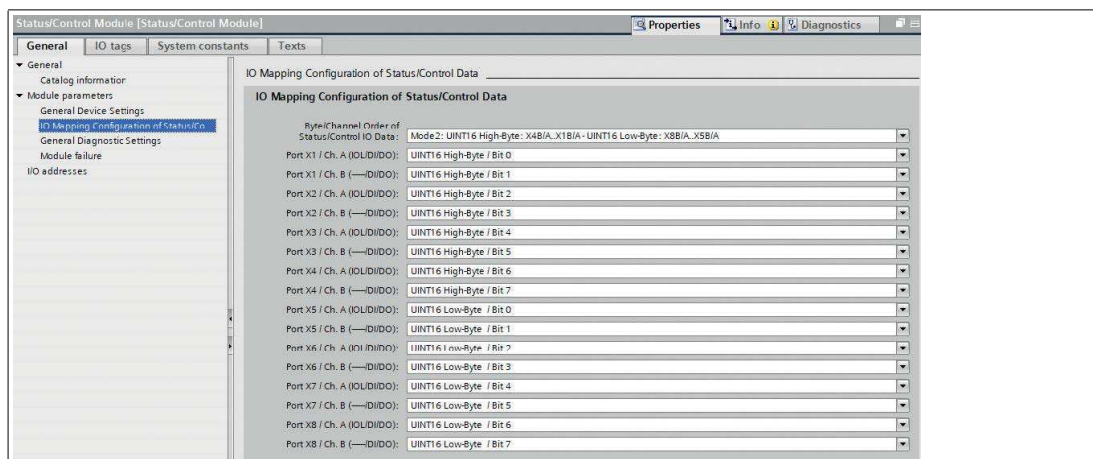 Status/Control Module [Status/Control Module]
Properties Info Diagnostics
General IO tags System constants Texts
General
Catalog information
Module parameters
General Device Settings
IO Mapping Configuration of Status/Co...
General Diagnostic Settings
Module failure
I/O addresses
IO Mapping Configuration of Status/Control Data
IO Mapping Configuration of Status/Control Data
Byte/Channel Order of
Status/Control IO Data: Mode2: UINT16 High-Byte: X4B/A..X1B/A - UINT16 Low-Byte: X8B/A..X5B/A
Port X1 / Ch. A (IOL/DI/DO): UINT16 High-Byte / Bit 0
Port X1 / Ch. B (----/DI/DO): UINT16 High-Byte / Bit 1
Port X2 / Ch. A (IOL/DI/DO): UINT16 High-Byte / Bit 2
Port X2 / Ch. B (----/DI/DO): UINT16 High-Byte / Bit 3
Port X3 / Ch. A (IOL/DI/DO): UINT16 High-Byte / Bit 4
Port X3 / Ch. B (----/DI/DO): UINT16 High-Byte / Bit 5
Port X4 / Ch. A (IOL/DI/DO): UINT16 High-Byte / Bit 6
Port X4 / Ch. B (----/DI/DO): UINT16 High-Byte / Bit 7
Port X5 / Ch. A (IOL/DI/DO): UINT16 Low-Byte / Bit 0
Port X5 / Ch. B (----/DI/DO): UINT16 Low-Byte / Bit 1
Port X6 / Ch. A (IOL/DI/DO): UINT16 Low-Byte / Bit 2
Port X6 / Ch. B (----/DI/DO): UINT16 Low-Byte / Bit 3
Port X7 / Ch. A (IOL/DI/DO): UINT16 Low-Byte / Bit 4
Port X7 / Ch. B (----/DI/DO): UINT16 Low-Byte / Bit 5
Port X8 / Ch. A (IOL/DI/DO): UINT16 Low-Byte / Bit 6
Port X8 / Ch. B (----/DI/DO): UINT16 Low-Byte / Bit 7